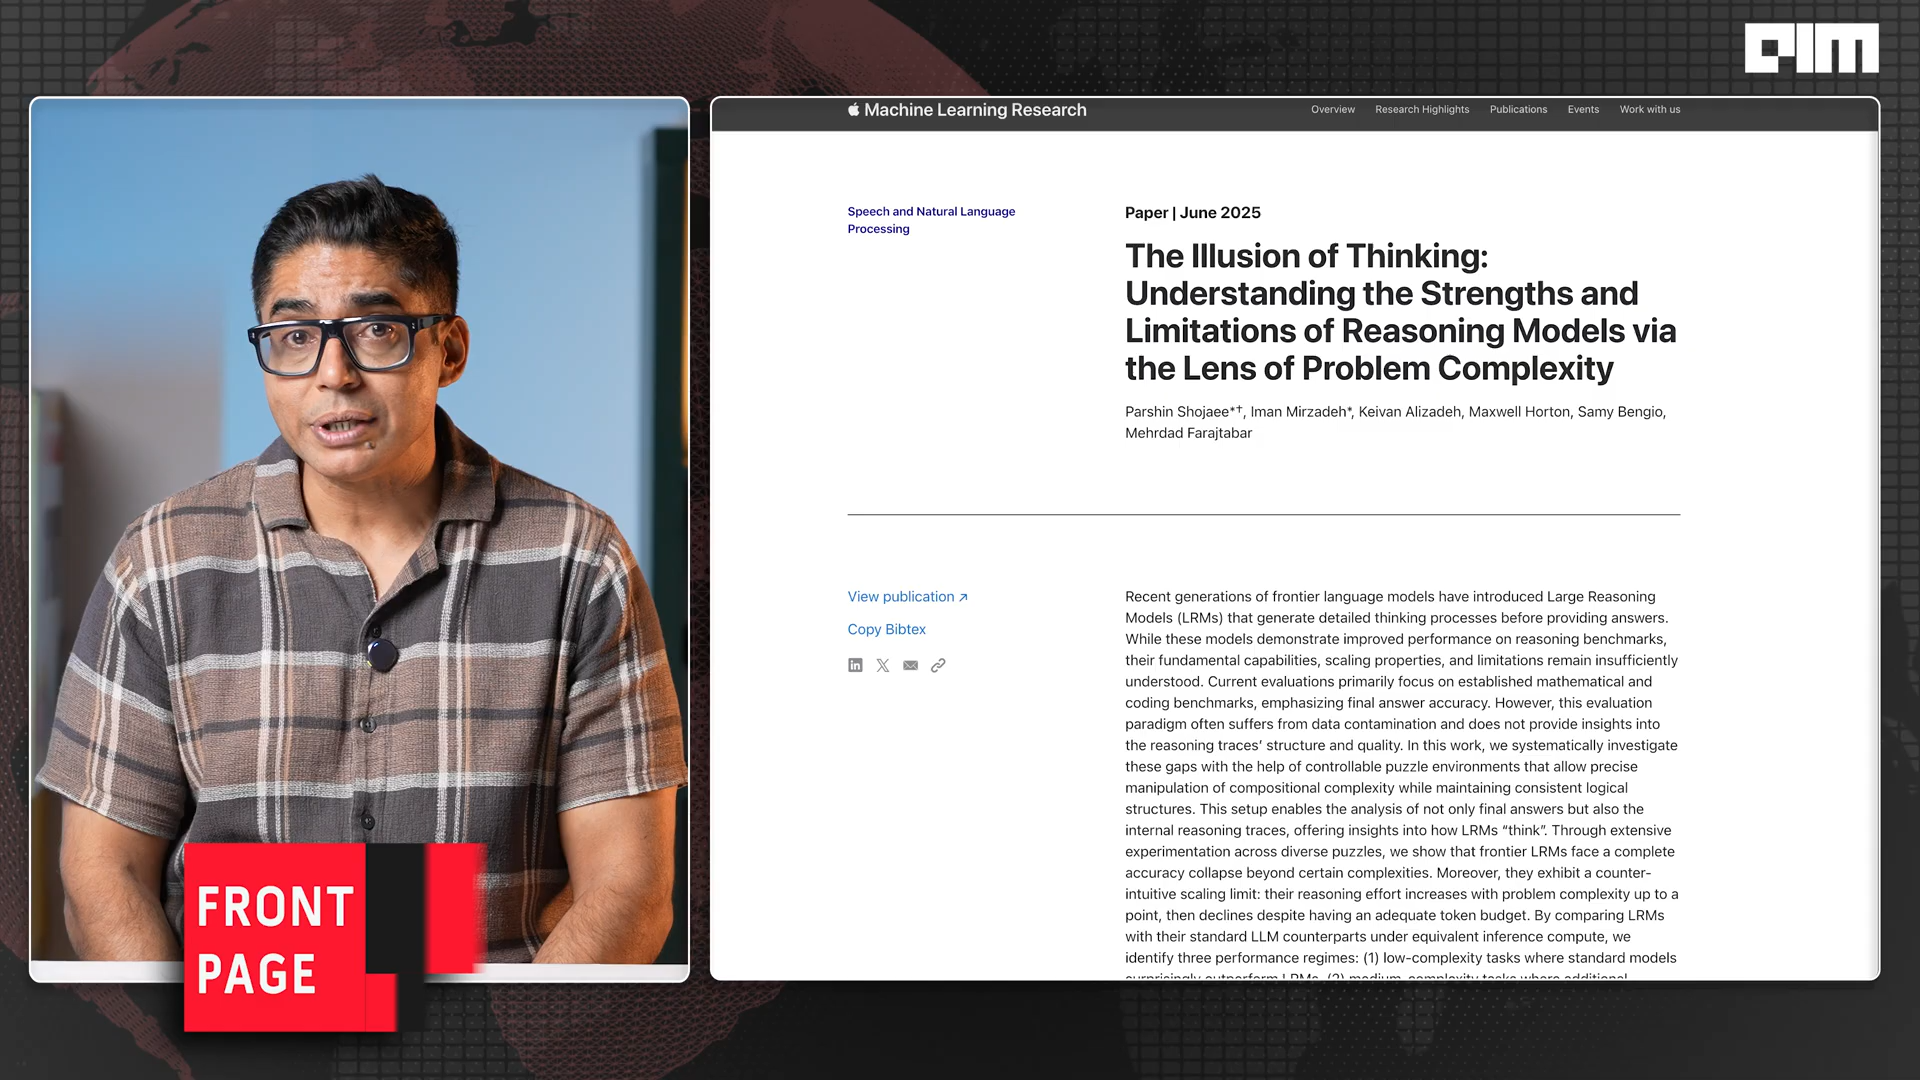 AIM
Machine Learning Research
Overview
Research Highlights
Publications
Events
Work with us
Speech and Natural Language
Processing
Paper | June 2025
The Illusion of Thinking:
Understanding the Strengths and
Limitations of Reasoning Models via
the Lens of Problem Complexity
Parshin Shojaee*†, Iman Mirzadeh*, Keivan Alizadeh, Maxwell Horton, Samy Bengio,
Mehrdad Farajtabar
View publication ↗
Copy Bibtex
Recent generations of frontier language models have introduced Large Reasoning
Models (LRMs) that generate detailed thinking processes before providing answers.
While these models demonstrate improved performance on reasoning benchmarks,
their fundamental capabilities, scaling properties, and limitations remain insufficiently
understood. Current evaluations primarily focus on established mathematical and
coding benchmarks, emphasizing final answer accuracy. However, this evaluation
paradigm often suffers from data contamination and does not provide insights into
the reasoning traces’ structure and quality. In this work, we systematically investigate
these gaps with the help of controllable puzzle environments that allow precise
manipulation of compositional complexity while maintaining consistent logical
structures. This setup enables the analysis of not only final answers but also the
internal reasoning traces, offering insights into how LRMs “think”. Through extensive
experimentation across diverse puzzles, we show that frontier LRMs face a complete
accuracy collapse beyond certain complexities. Moreover, they exhibit a counter-
intuitive scaling limit: their reasoning effort increases with problem complexity up to a
point, then declines despite having an adequate token budget. By comparing LRMs
with their standard LLM counterparts under equivalent inference compute, we
identify three performance regimes: (1) low-complexity tasks where standard models
surprisingly outperform LRMs, (2) medium-complexity tasks where additional
FRONT
PAGE